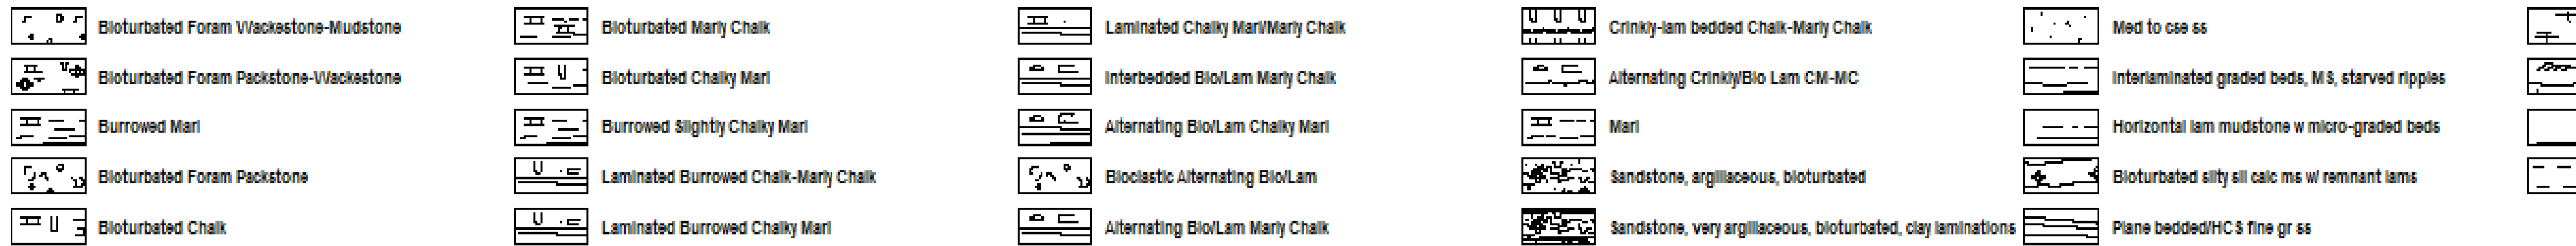 Bioturbated Foram Wackestone-Mudstone
Bioturbated Foram Packstone-Wackestone
Burrowed Marl
Bioturbated Foram Packstone
Bioturbated Chalk
Bioturbated Marly Chalk
Bioturbated Chalky Marl
Burrowed Slightly Chalky Marl
Laminated Burrowed Chalk-Marly Chalk
Laminated Burrowed Chalky Marl
Laminated Chalky Marl/Marly Chalk
Interbedded Bio/Lam Marly Chalk
Alternating Bio/Lam Chalky Marl
Bioclastic Alternating Bio/Lam
Alternating Bio/Lam Marly Chalk
Crinkly-lam bedded Chalk-Marly Chalk
Alternating Crinkly/Bio Lam CM-MC
Marl
Sandstone, argillaceous, bioturbated
Sandstone, very argillaceous, bioturbated, clay laminations
Med to cse ss
Interlaminated graded beds, MS, starved ripples
Horizontal lam mudstone w micro-graded beds
Bioturbated silty sil calc ms w/ remnant lams
Plane bedded/HCS fine gr ss